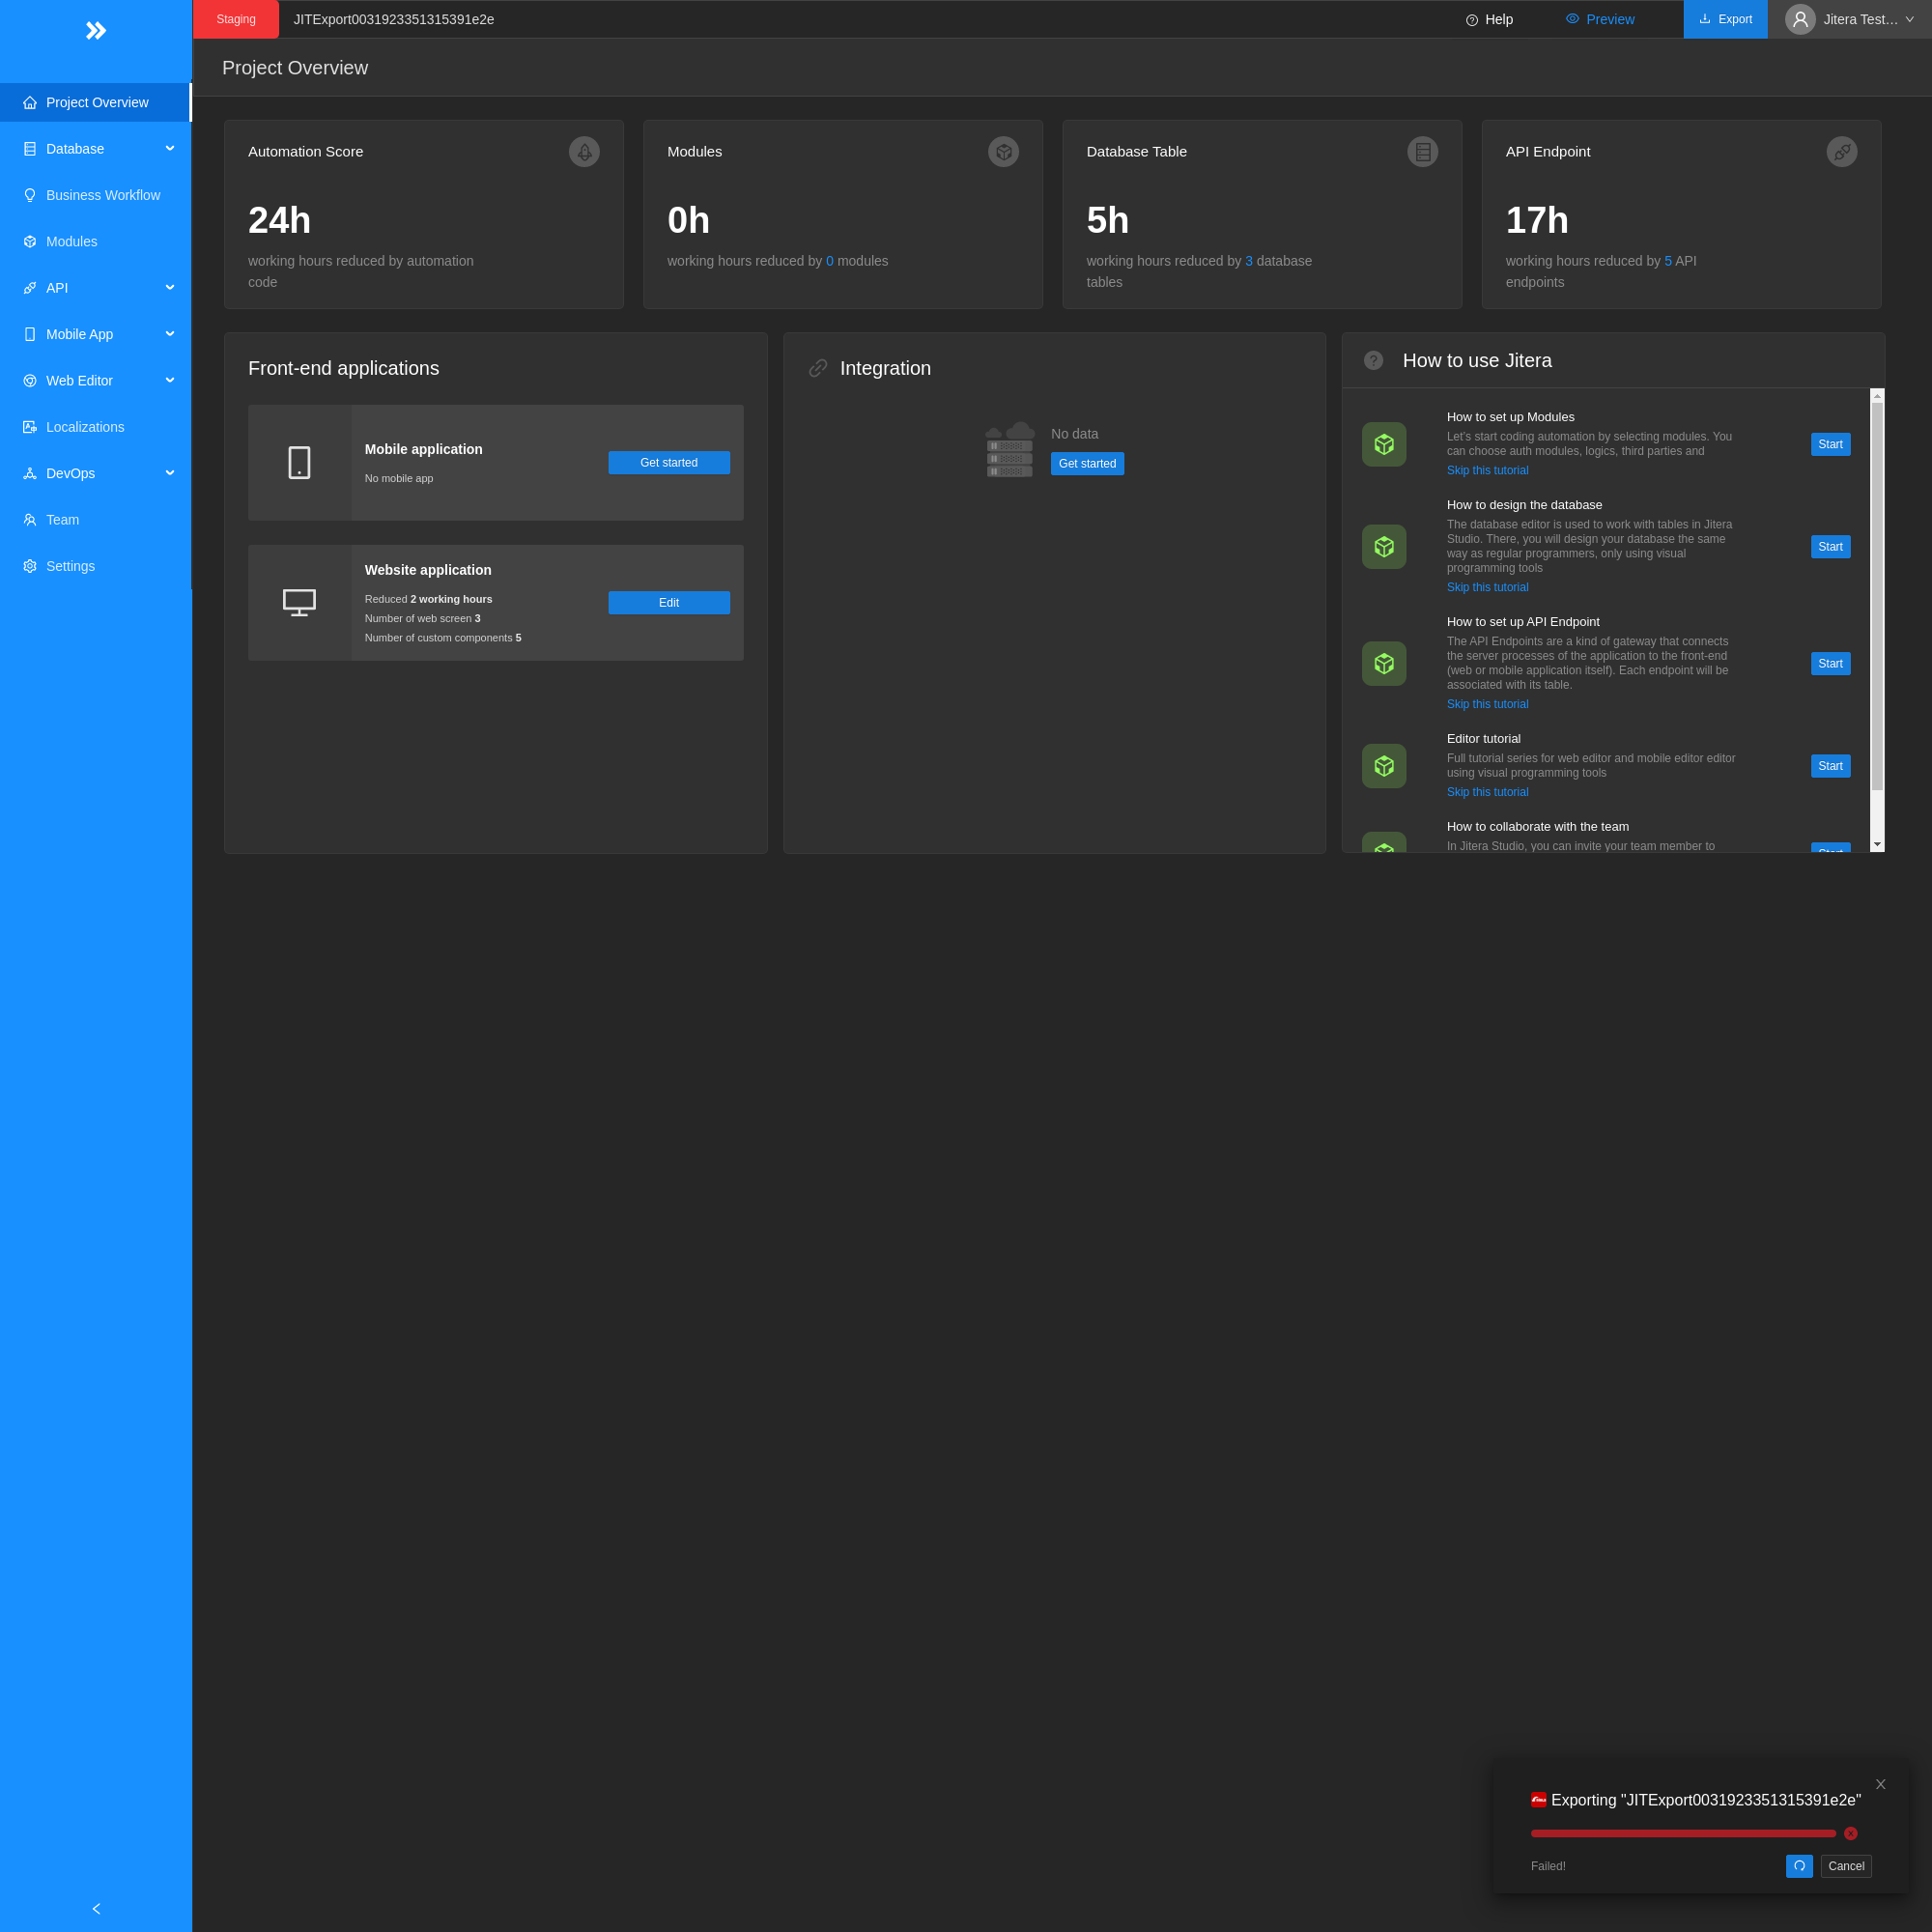 Staging
JITExport0031923351315391e2e
Help
Preview
Export
Jitera Test…
Project Overview
Project Overview
Database
Business Workflow
Modules
API
Mobile App
Web Editor
Localizations
DevOps
Team
Settings
Automation Score
24h
working hours reduced by automation
code
Modules
0h
working hours reduced by 0 modules
Database Table
5h
working hours reduced by 3 database
tables
API Endpoint
17h
working hours reduced by 5 API
endpoints
Front-end applications
Mobile application
No mobile app
Get started
Website application
Reduced 2 working hours
Number of web screen 3
Number of custom components 5
Edit
Integration
No data
Get started
How to use Jitera
How to set up Modules
Let's start coding automation by selecting modules. You
can choose auth modules, logics, third parties and
Skip this tutorial
Start
How to design the database
The database editor is used to work with tables in Jitera
Studio. There, you will design your database the same
way as regular programmers, only using visual
programming tools
Skip this tutorial
Start
How to set up API Endpoint
The API Endpoints are a kind of gateway that connects
the server processes of the application to the front-end
(web or mobile application itself). Each endpoint will be
associated with its table.
Skip this tutorial
Start
Editor tutorial
Full tutorial series for web editor and mobile editor editor
using visual programming tools
Skip this tutorial
Start
How to collaborate with the team
In Jitera Studio, you can invite your team member to
Start
Exporting "JITExport0031923351315391e2e"
Failed!
Cancel